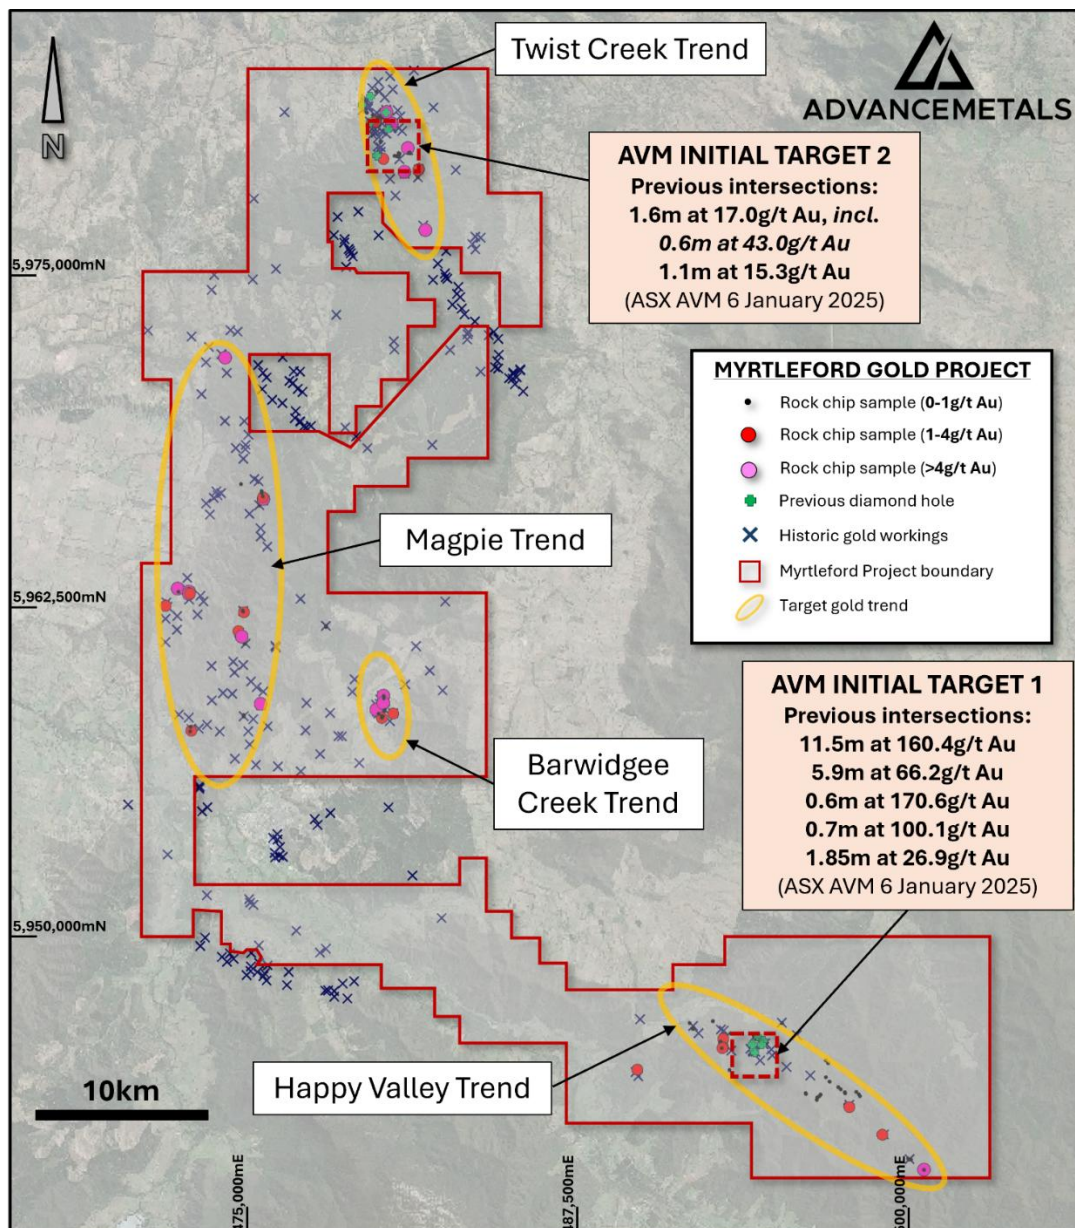 Twist Creek Trend
ADVANCEMETALS
N
AVM INITIAL TARGET 2
Previous intersections:
1.6m at 17.0g/t Au, incl.
0.6m at 43.0g/t Au
1.1m at 15.3g/t Au
(ASX AVM 6 January 2025)
5,975,000mN
MYRTLEFORD GOLD PROJECT
Rock chip sample (0-1g/t Au)
Rock chip sample (1-4g/t Au)
Rock chip sample (>4g/t Au)
Previous diamond hole
Historic gold workings
Myrtleford Project boundary
Target gold trend
Magpie Trend
5,962,500mN
AVM INITIAL TARGET 1
Previous intersections:
11.5m at 160.4g/t Au
5.9m at 66.2g/t Au
0.6m at 170.6g/t Au
0.7m at 100.1g/t Au
1.85m at 26.9g/t Au
(ASX AVM 6 January 2025)
Barwidgee
Creek Trend
5,950,000mN
Happy Valley Trend
10km
475,000mE
487,500mE
500,000mE